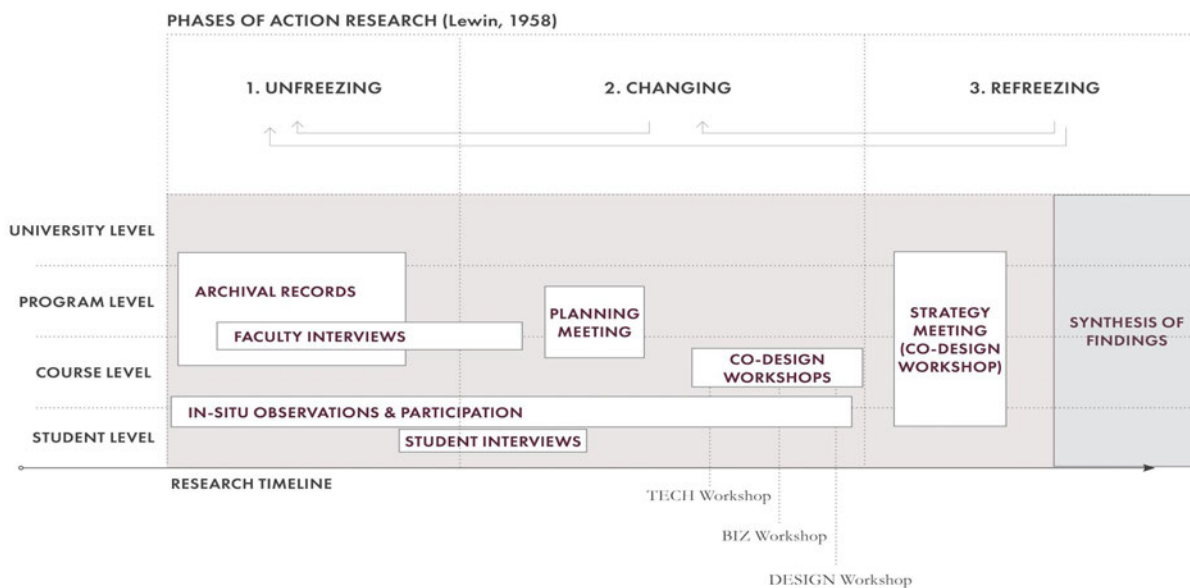 PHASES OF ACTION RESEARCH (Lewin, 1958)
1. UNFREEZING
2. CHANGING
3. REFREEZING
UNIVERSITY LEVEL
PROGRAM LEVEL
COURSE LEVEL
STUDENT LEVEL
ARCHIVAL RECORDS
FACULTY INTERVIEWS
PLANNING
MEETING
CO-DESIGN
WORKSHOPS
STRATEGY
MEETING
(CO-DESIGN
WORKSHOP)
SYNTHESIS OF
FINDINGS
IN-SITU OBSERVATIONS & PARTICIPATION
STUDENT INTERVIEWS
RESEARCH TIMELINE
TECH Workshop
BIZ Workshop
DESIGN Workshop